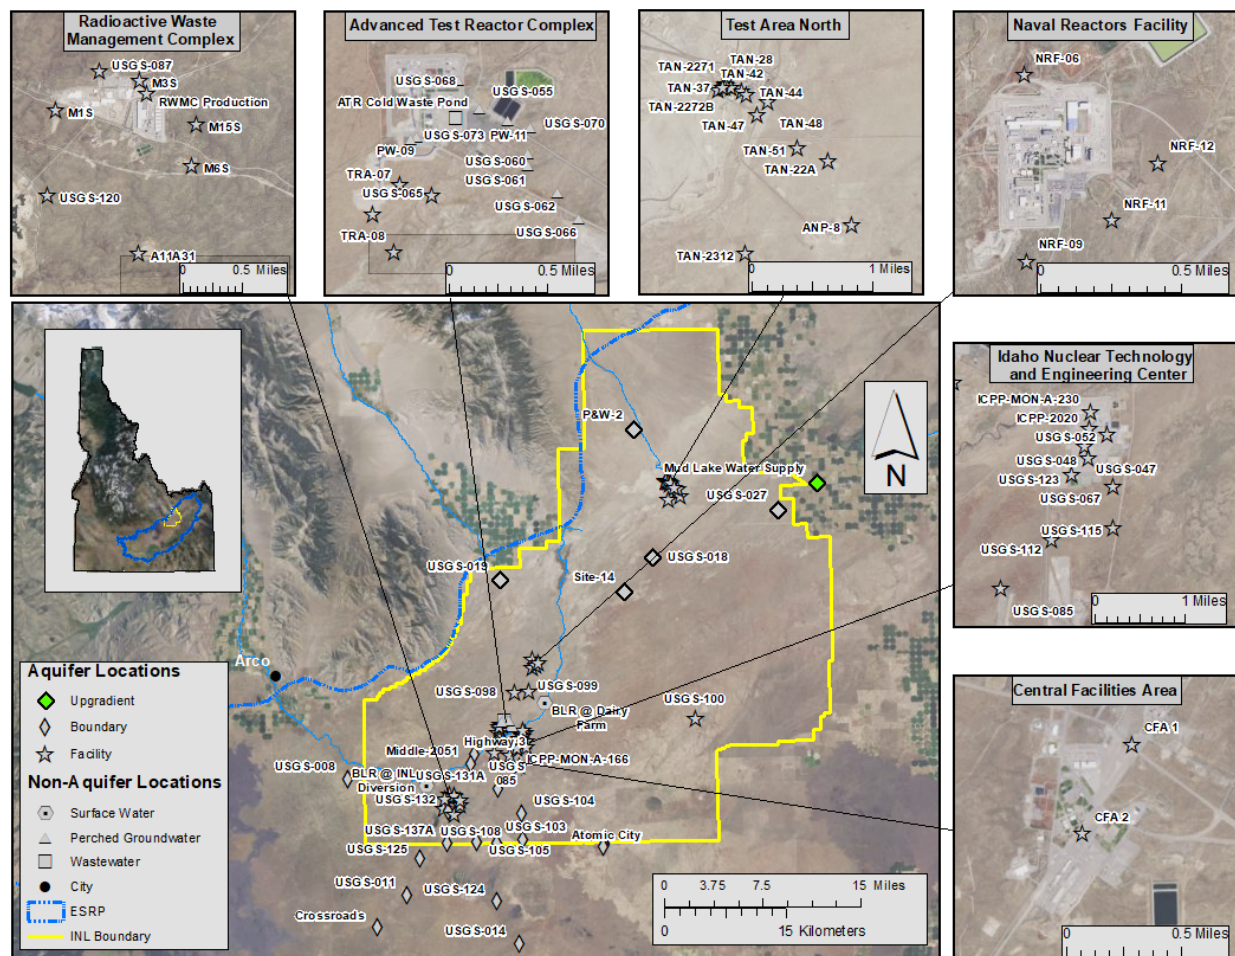 Radioactive Waste
Management Complex
USGS-087
M3S
RWMC Production
M1S
M15S
M6S
USGS-120
A11A31
0 0.5 Miles
Advanced Test Reactor Complex
USGS-068
USGS-055
ATR Cold Waste Pond
USGS-070
USGS-073
PW-11
PW-09
USGS-060
TRA-07
USGS-061
USGS-065
USGS-062
USGS-066
TRA-08
0 0.5 Miles
Test Area North
TAN-28
TAN-2271
TAN-42
TAN-37
TAN-44
TAN-2272B
TAN-47
TAN-48
TAN-51
TAN-22A
ANP-8
TAN-2312
0 1 Miles
Naval Reactors Facility
NRF-06
NRF-12
NRF-11
NRF-09
0 0.5 Miles
P&W-2
Mud Lake Water Supply
USGS-027
USGS-018
USGS-019
Site-14
Arco
USGS-098
USGS-099
USGS-100
BLR @ Dairy
Farm
Highway 3
Middle-2051
ICPP-MON-A-166
USGS-008
BLR @ INL
Diversion
USGS-131A
USGS
085
USGS-132
USGS-104
USGS-137A
USGS-108
USGS-103
Atomic City
USGS-125
USGS-105
USGS-011
USGS-124
Crossroads
USGS-014
N
0 3.75 7.5 15 Miles
0 15 Kilometers
Aquifer Locations
Upgradient
Boundary
Facility
Non-Aquifer Locations
Surface Water
Perched Groundwater
Wastewater
City
ESRP
INL Boundary
Idaho Nuclear Technology
and Engineering Center
ICPP-MON-A-230
ICPP-2020
USGS-052
USGS-048
USGS-047
USGS-123
USGS-067
USGS-115
USGS-112
USGS-085
0 1 Miles
Central Facilities Area
CFA 1
CFA 2
0 0.5 Miles